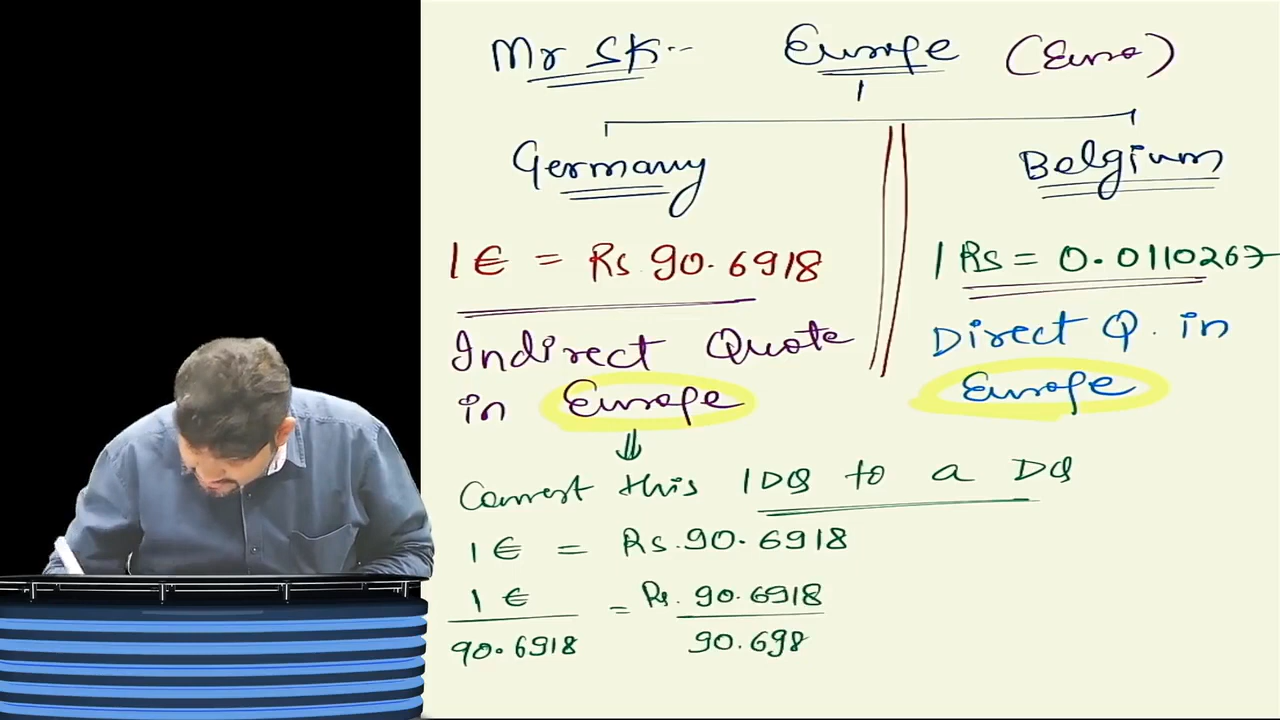 Mr SK-- Europe (Euro)
Germany
Belgium
1 € = Rs 90.6918
1 Rs = 0.0110263
Indirect Quote
in Europe
Direct Q. in
Europe
Convert this IDQ to a DQ
1 € = Rs.90.6918
1 € / 90.6918 = Rs. 90.6918 / 90.698